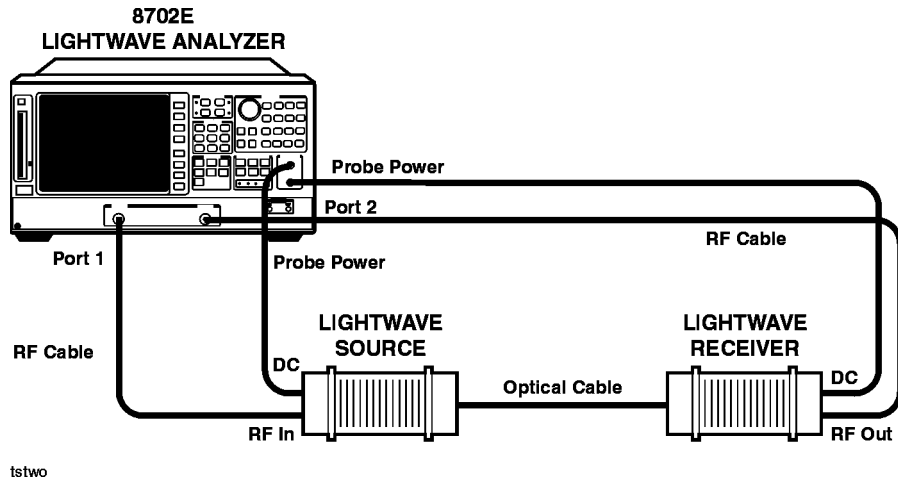 8702E
LIGHTWAVE ANALYZER
Probe Power
Port 2
RF Cable
Port 1
Probe Power
RF Cable
LIGHTWAVE
SOURCE
LIGHTWAVE
RECEIVER
DC
Optical Cable
DC
RF In
RF Out
tstwo